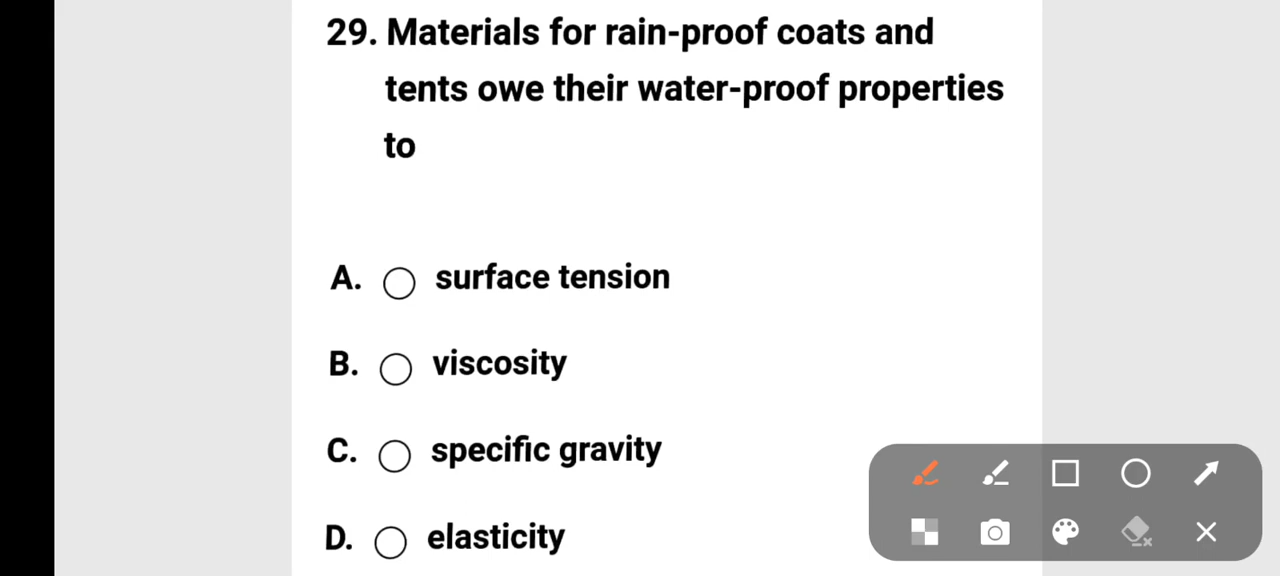 29. Materials for rain-proof coats and
tents owe their water-proof properties
to
A. surface tension
B. viscosity
C. specific gravity
D. elasticity